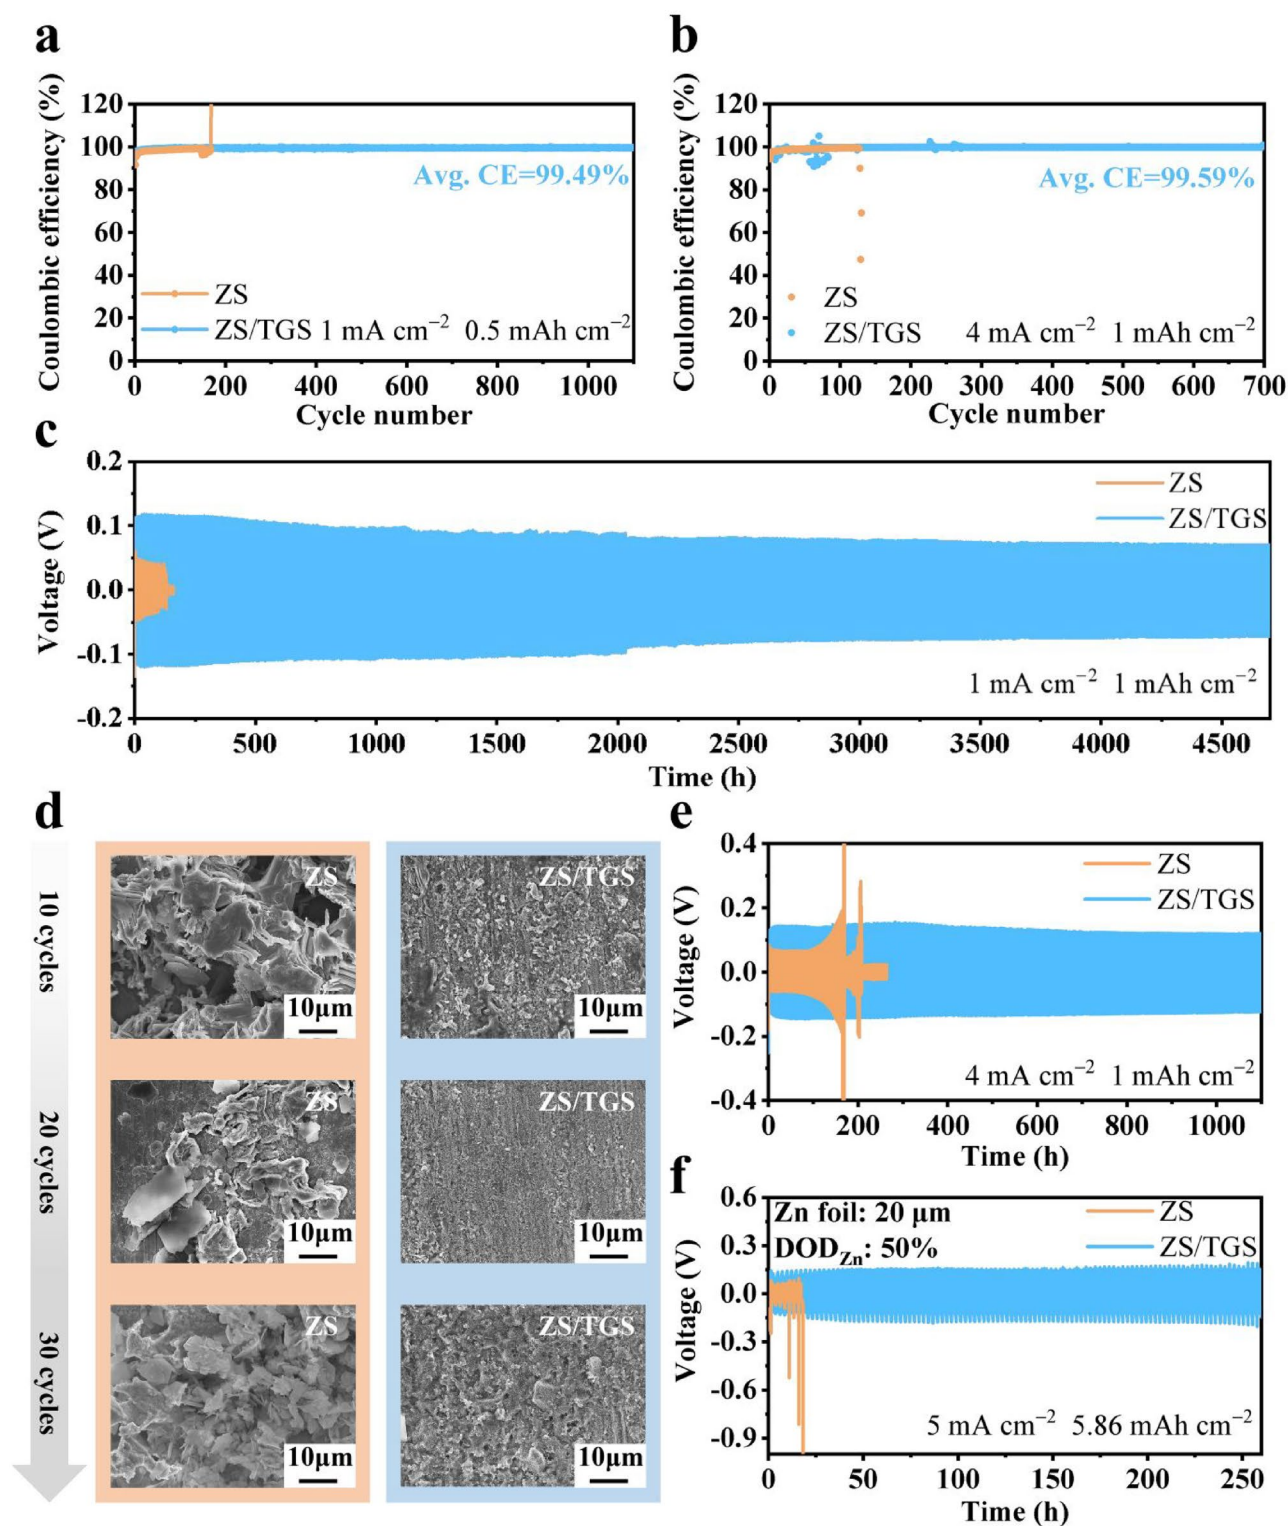 a
Coulombic efficiency (%)
120
100
80
60
40
20
0
Avg. CE=99.49%
ZS
ZS/TGS 1 mA cm⁻² 0.5 mAh cm⁻²
0 200 400 600 800 1000
Cycle number
b
Coulombic efficiency (%)
120
100
80
60
40
20
0
Avg. CE=99.59%
ZS
ZS/TGS 4 mA cm⁻² 1 mAh cm⁻²
0 100 200 300 400 500 600 700
Cycle number
c
Voltage (V)
0.2
0.1
0.0
-0.1
-0.2
ZS
ZS/TGS
1 mA cm⁻² 1 mAh cm⁻²
0 500 1000 1500 2000 2500 3000 3500 4000 4500
Time (h)
d
10 cycles
ZS
10μm
ZS/TGS
10μm
20 cycles
ZS
10μm
ZS/TGS
10μm
30 cycles
ZS
10μm
ZS/TGS
10μm
e
Voltage (V)
0.4
0.2
0.0
-0.2
-0.4
ZS
ZS/TGS
4 mA cm⁻² 1 mAh cm⁻²
0 200 400 600 800 1000
Time (h)
f
Voltage (V)
0.6
0.3
0.0
-0.3
-0.6
-0.9
Zn foil: 20 μm
DOD_Zn: 50%
ZS
ZS/TGS
5 mA cm⁻² 5.86 mAh cm⁻²
0 50 100 150 200 250
Time (h)